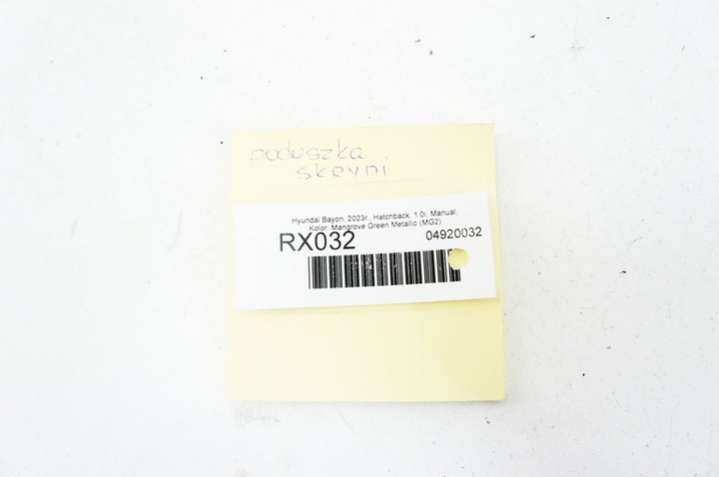 poduszka
skrzyni
Hyundai Bayon, 2023r., Hatchback, 1.0i, Manual,
Kolor: Mangrove Green Metallic (MG2)
RX032 04920032